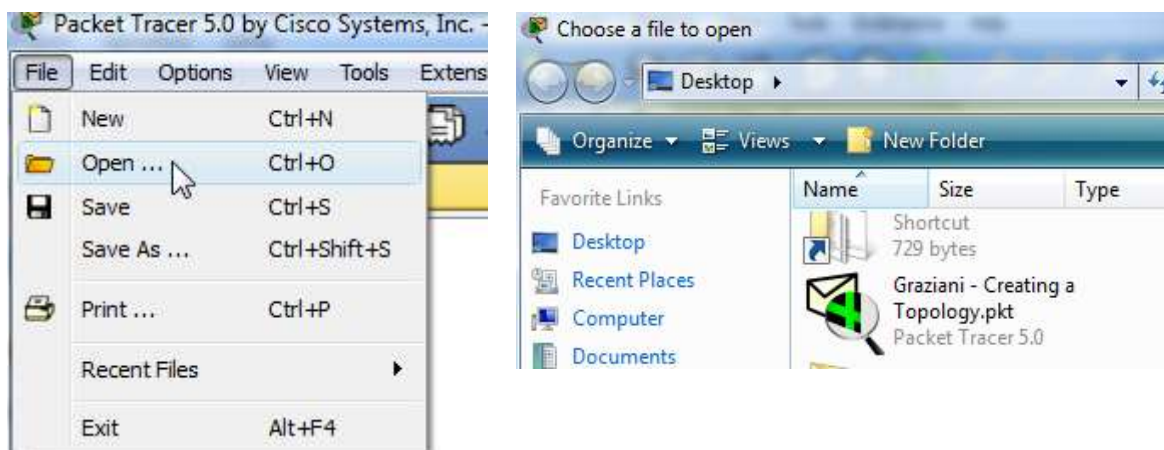 Packet Tracer 5.0 by Cisco Systems, Inc. -
File Edit Options View Tools Extens
New Ctrl+N
Open ... Ctrl+O
Save Ctrl+S
Save As ... Ctrl+Shift+S
Print ... Ctrl+P
Recent Files
Exit Alt+F4
Choose a file to open
Desktop
Organize Views New Folder
Favorite Links
Desktop
Recent Places
Computer
Documents
Name Size Type
Shortcut
729 bytes
Graziani - Creating a
Topology.pkt
Packet Tracer 5.0